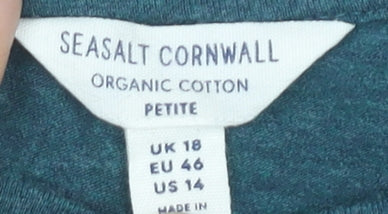 SEASALT CORNWALL
ORGANIC COTTON
PETITE
UK 18
EU 46
US 14
MADE IN